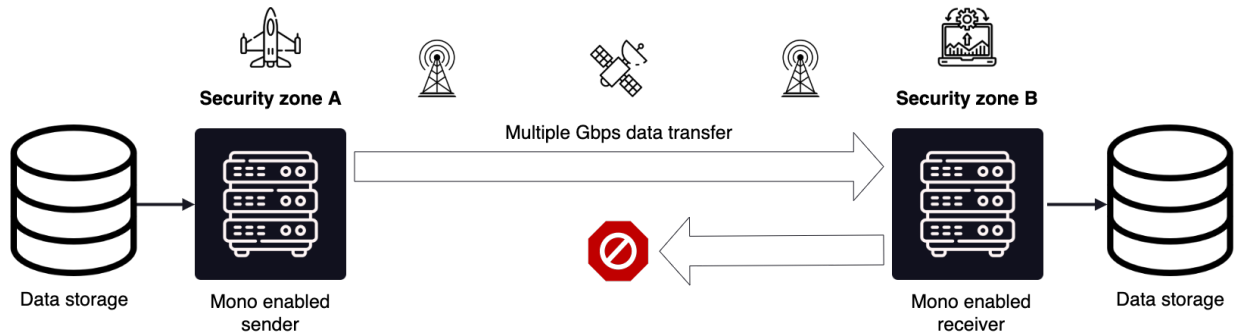 Security zone A
Security zone B
Multiple Gbps data transfer
Data storage
Mono enabled
sender
Mono enabled
receiver
Data storage